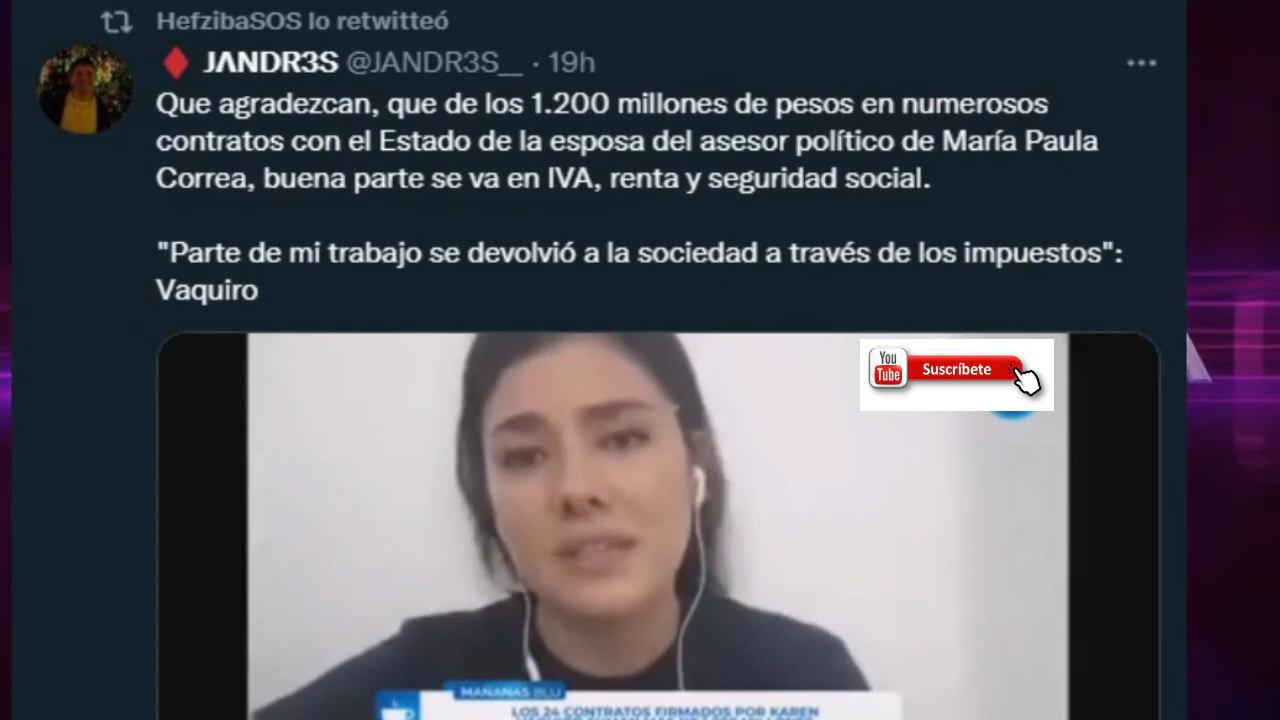 HefzibaSOS lo retwitteó
JΛNDR3S @JANDR3S__ · 19h
Que agradezcan, que de los 1.200 millones de pesos en numerosos
contratos con el Estado de la esposa del asesor político de María Paula
Correa, buena parte se va en IVA, renta y seguridad social.
"Parte de mi trabajo se devolvió a la sociedad a través de los impuestos":
Vaquiro
You
Tube
Suscríbete
MAÑANAS BLU
LOS 24 CONTRATOS FIRMADOS POR KAREN